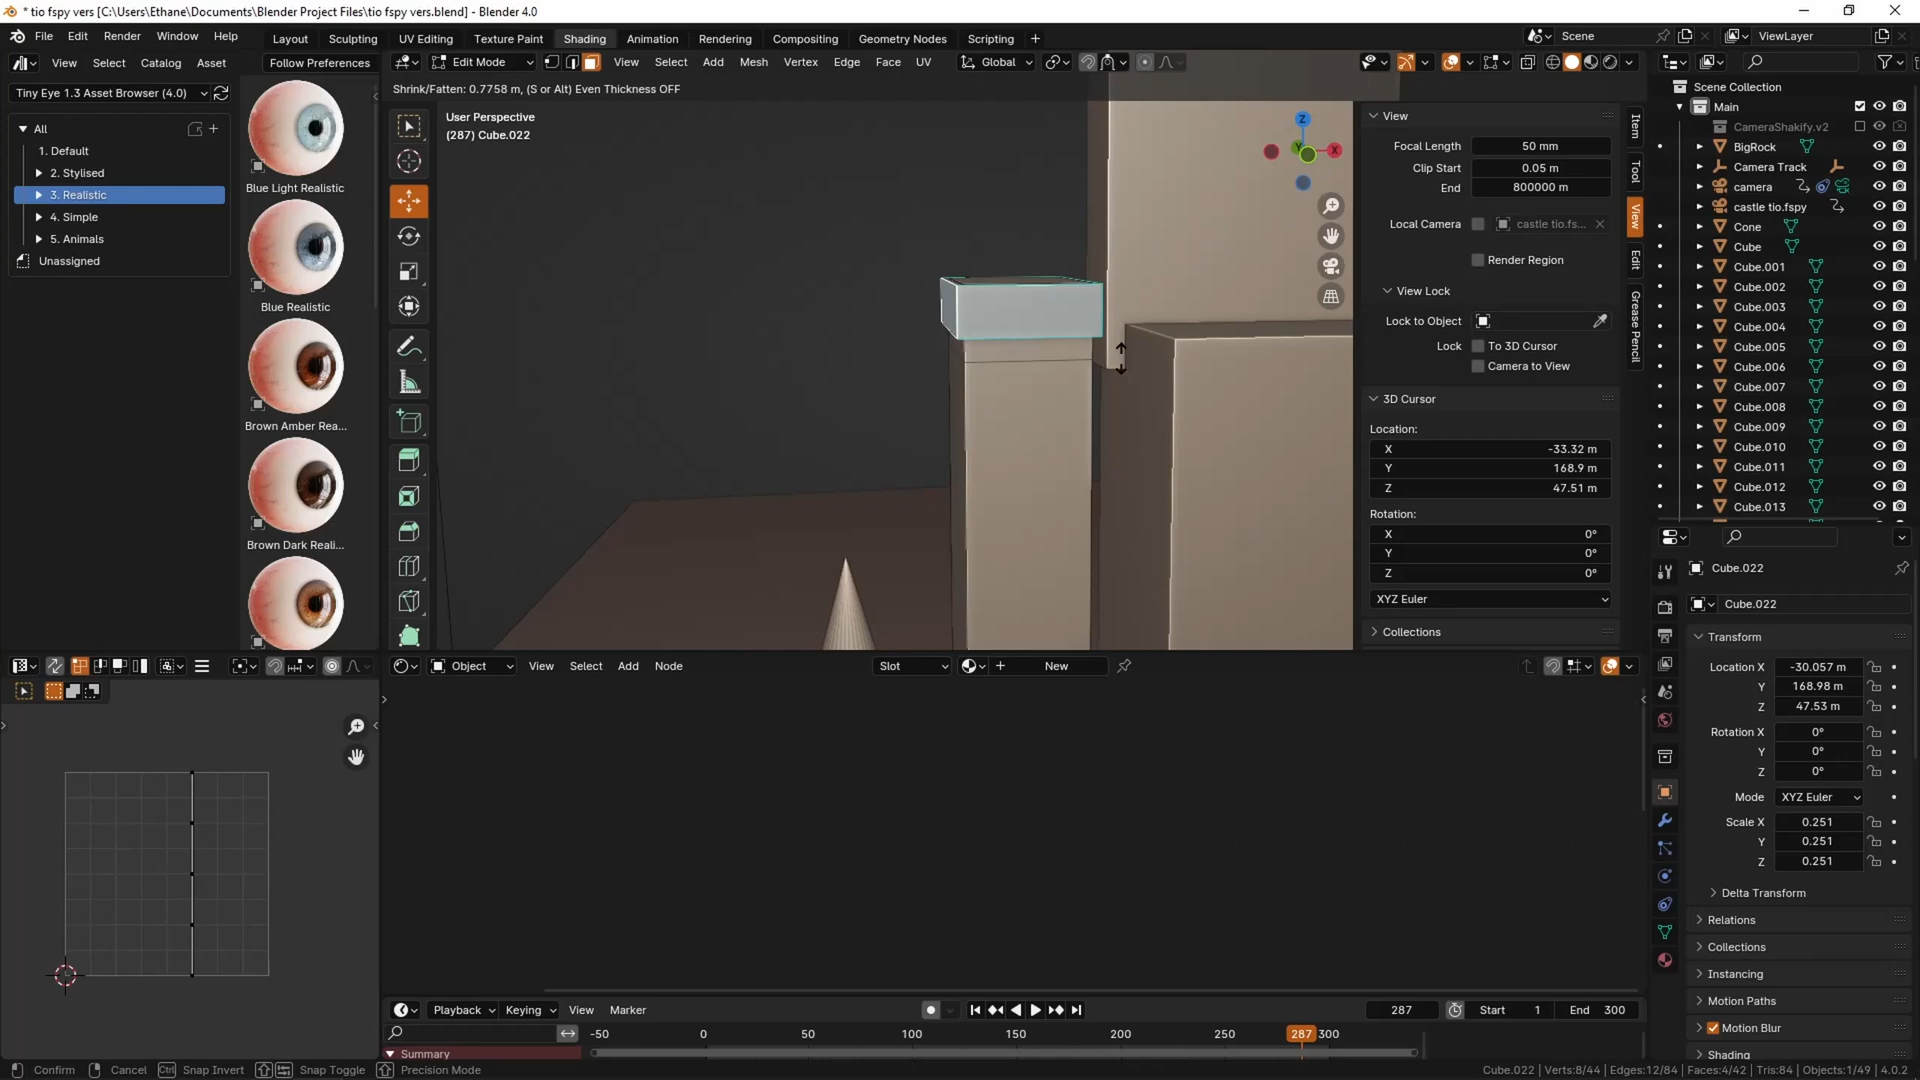 * tio fspy vers [C:\Users\Ethane\Documents\Blender Project Files\tio fspy vers.blend] - Blender 4.0
File Edit Render Window Help
Layout Sculpting UV Editing Texture Paint Shading Animation Rendering Compositing Geometry Nodes Scripting +
Scene
ViewLayer
View Select Catalog Asset Follow Preferences
Edit Mode View Select Add Mesh Vertex Edge Face UV Global
Tiny Eye 1.3 Asset Browser (4.0)
All
1. Default
2. Stylised
3. Realistic
4. Simple
5. Animals
Unassigned
Blue Light Realistic
Blue Realistic
Brown Amber Rea...
Brown Dark Reali...
Shrink/Fatten: 0.7758 m, (S or Alt) Even Thickness OFF
User Perspective
(287) Cube.022
Z
Y
X
View
Focal Length 50 mm
Clip Start 0.05 m
End 800000 m
Local Camera castle tio.fs...
Render Region
View Lock
Lock to Object
Lock To 3D Cursor
Camera to View
3D Cursor
Location:
X -33.32 m
Y 168.9 m
Z 47.51 m
Rotation:
X 0°
Y 0°
Z 0°
XYZ Euler
Collections
Item
Tool
View
Edit
Grease Pencil
Scene Collection
Main
CameraShakify.v2
BigRock
Camera Track
camera
castle tio.fspy
Cone
Cube
Cube.001
Cube.002
Cube.003
Cube.004
Cube.005
Cube.006
Cube.007
Cube.008
Cube.009
Cube.010
Cube.011
Cube.012
Cube.013
Cube.022
Cube.022
Transform
Location X -30.057 m
Y 168.98 m
Z 47.53 m
Rotation X 0°
Y 0°
Z 0°
Mode XYZ Euler
Scale X 0.251
Y 0.251
Z 0.251
Delta Transform
Relations
Collections
Instancing
Motion Paths
Motion Blur
Shading
Object View Select Add Node Slot New
Playback Keying View Marker 287 Start 1 End 300
-50 0 50 100 150 200 250 287 300
Summary
Confirm Cancel Ctrl Snap Invert Snap Toggle Precision Mode
Cube.022 | Verts:8/44 | Edges:12/84 | Faces:4/42 | Tris:84 | Objects:1/49 | 4.0.2